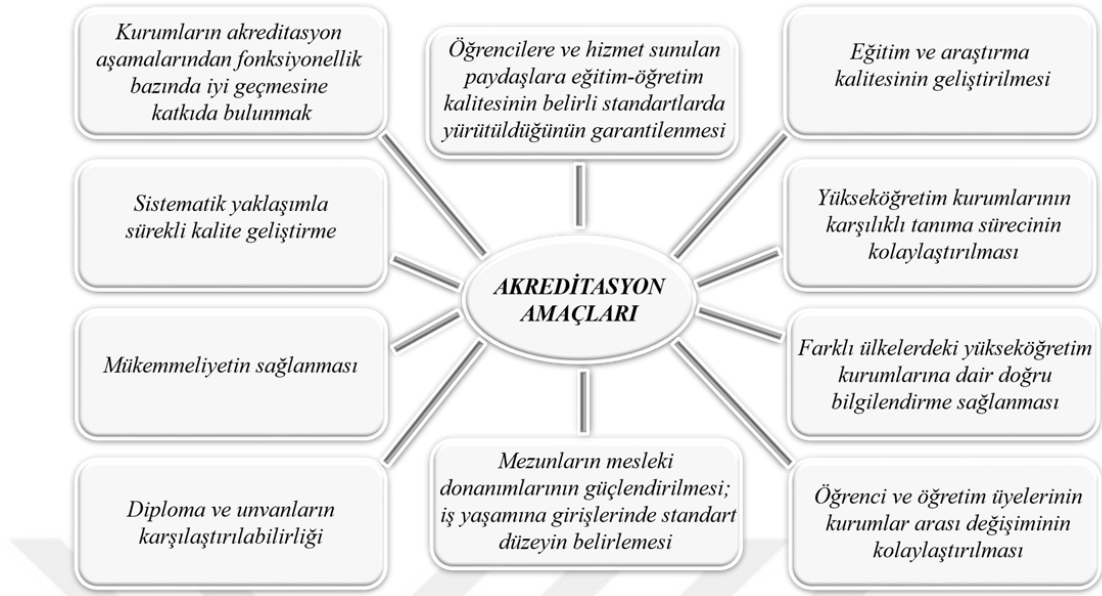 Kurumların akreditasyon
aşamalarından fonksiyonellik
bazında iyi geçmesine
katkıda bulunmak
Öğrencilere ve hizmet sunulan
paydaşlara eğitim-öğretim
kalitesinin belirli standartlarda
yürütüldüğünün garantilenmesi
Eğitim ve araştırma
kalitesinin geliştirilmesi
Sistematik yaklaşımla
sürekli kalite geliştirme
Yükseköğretim kurumlarının
karşılıklı tanıma sürecinin
kolaylaştırılması
AKREDİTASYON
AMAÇLARI
Mükemmeliyetin sağlanması
Farklı ülkelerdeki yükseköğretim
kurumlarına dair doğru
bilgilendirme sağlanması
Diploma ve unvanların
karşılaştırılabilirliği
Mezunların mesleki
donanımlarının güçlendirilmesi;
iş yaşamına girişlerinde standart
düzeyin belirlemesi
Öğrenci ve öğretim üyelerinin
kurumlar arası değişiminin
kolaylaştırılması